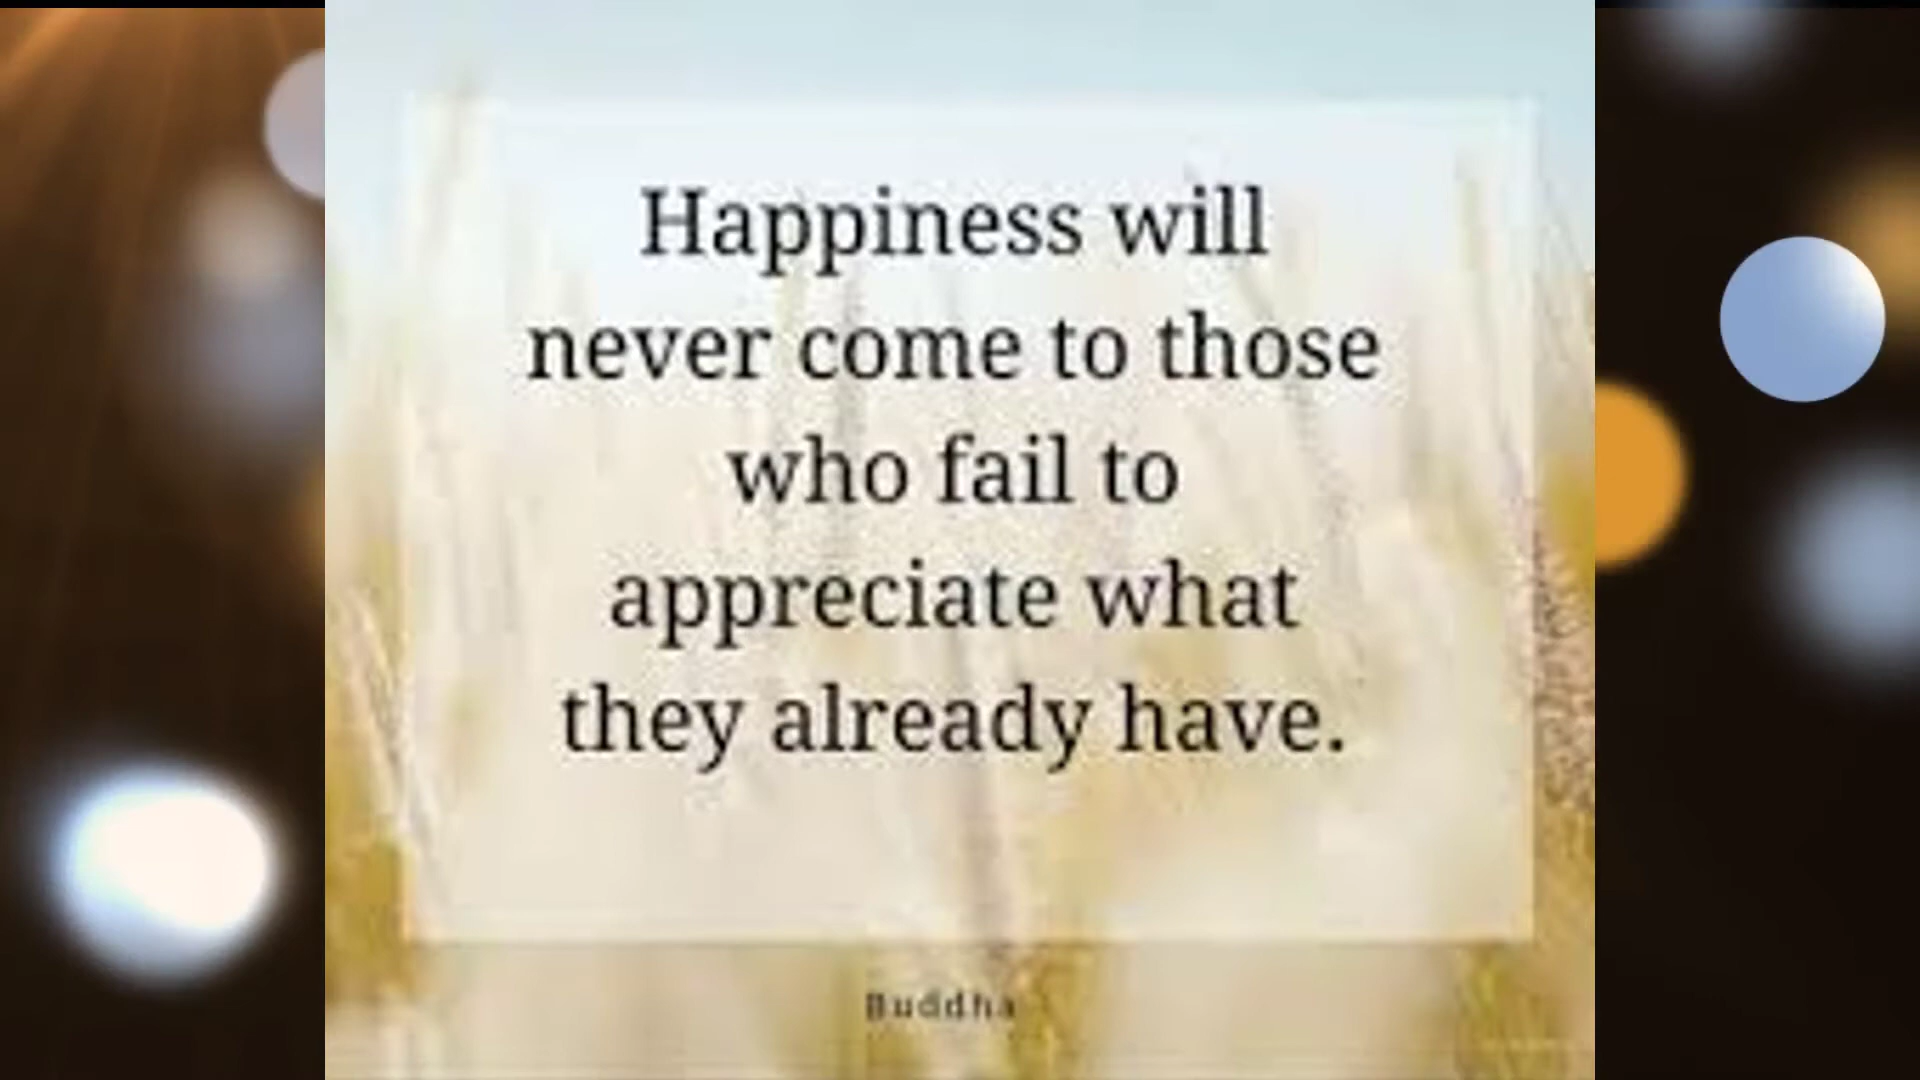 Happiness will
never come to those
who fail to
appreciate what
they already have.
Buddha